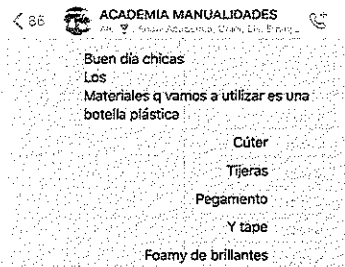 86
ACADEMIA MANUALIDADES
Buen dia chicas
Los
Materiales q vamos a utilizar es una
botella plástica
Cúter
Tijeras
Pegamento
Y tape
Foamy de brillantes